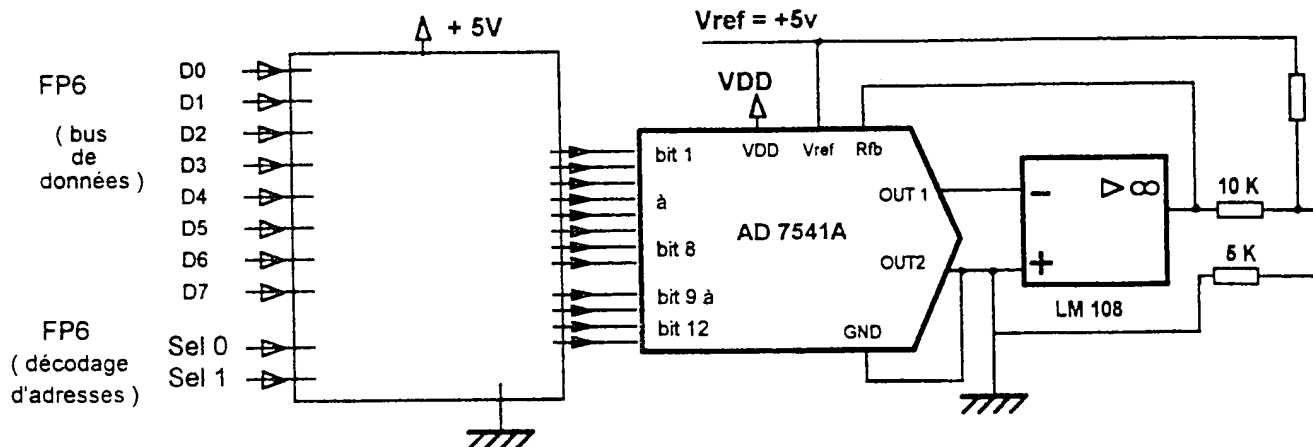 + 5V
Vref = +5v
FP6
( bus
de
données )
D0
D1
D2
D3
D4
D5
D6
D7
FP6
( décodage
d'adresses )
Sel 0
Sel 1
VDD
bit 1
à
bit 8
bit 9 à
bit 12
VDD
Vref
Rfb
OUT 1
AD 7541A
OUT2
GND
-
+
▷ ∞
LM 108
10 K
5 K